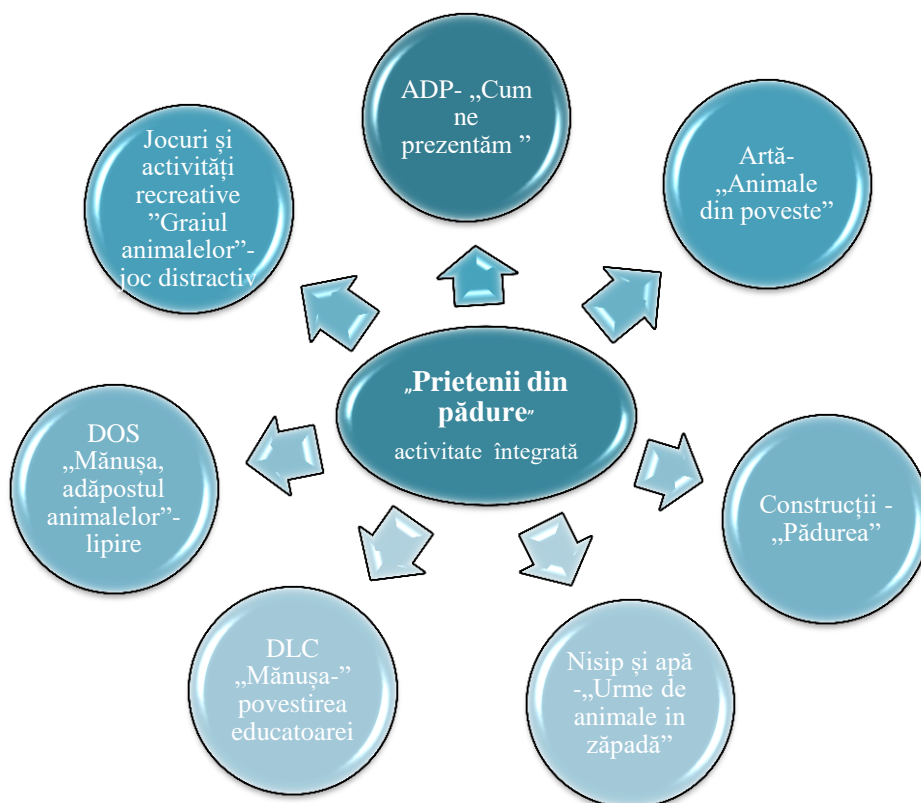 ADP- „Cum
ne
prezentăm ”
Artă-
„Animale
din poveste”
Construcții -
„Pădurea”
Nisip și apă
-„Urme de
animale in
zăpadă”
DLC
„Mănușa-”
povestirea
educatoarei
DOS
„Mănușa,
adăpostul
animalelor”-
lipire
Jocuri și
activități
recreative
”Graiul
animalelor”-
joc distractiv
„Prietenii din
pădure”
activitate întegrată